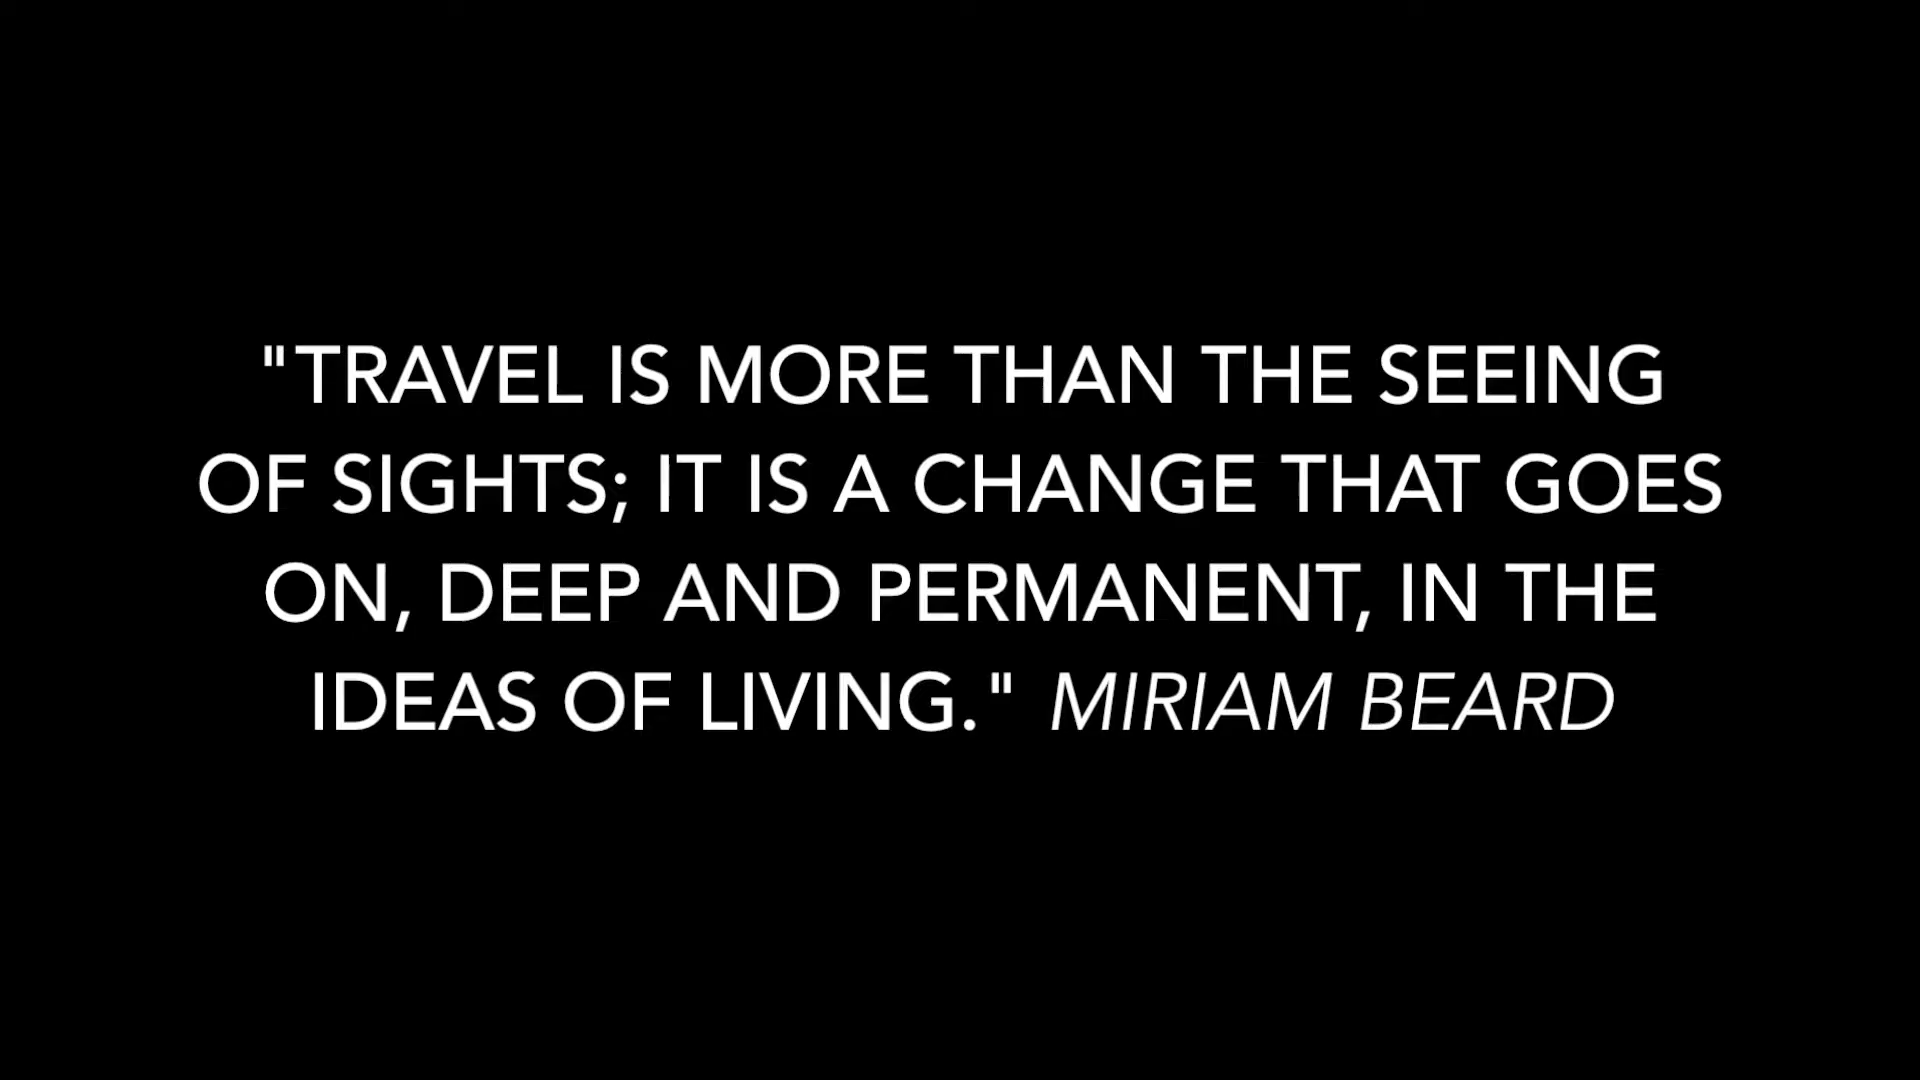 "TRAVEL IS MORE THAN THE SEEING
OF SIGHTS; IT IS A CHANGE THAT GOES
ON, DEEP AND PERMANENT, IN THE
IDEAS OF LIVING." MIRIAM BEARD